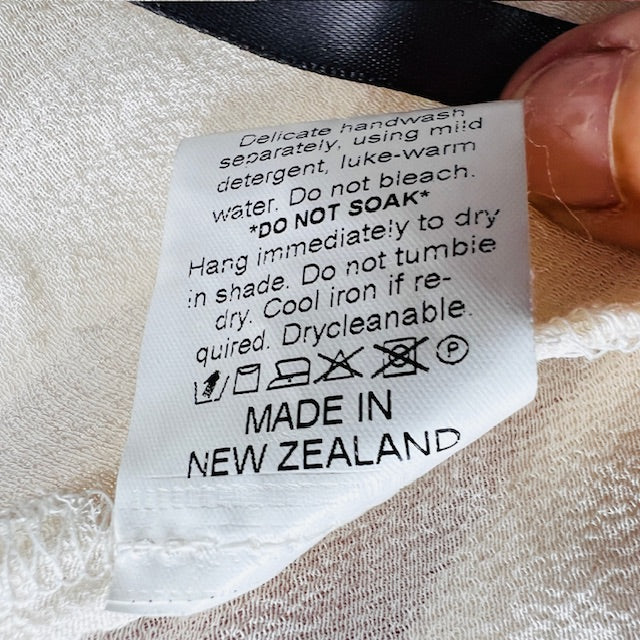 Delicate handwash
separately, using mild
detergent, luke-warm
water. Do not bleach.
*DO NOT SOAK*
Hang immediately to dry
in shade. Do not tumble
dry. Cool iron if re-
quired. Drycleanable.
P
MADE IN
NEW ZEALAND